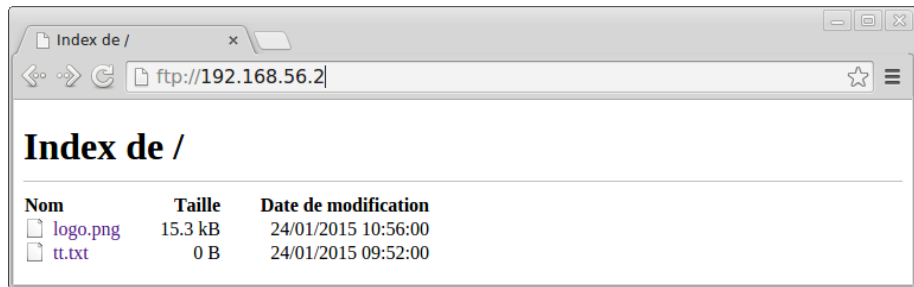 Index de /
ftp://192.168.56.2
Index de /
Nom Taille Date de modification
logo.png 15.3 kB 24/01/2015 10:56:00
tt.txt 0 B 24/01/2015 09:52:00